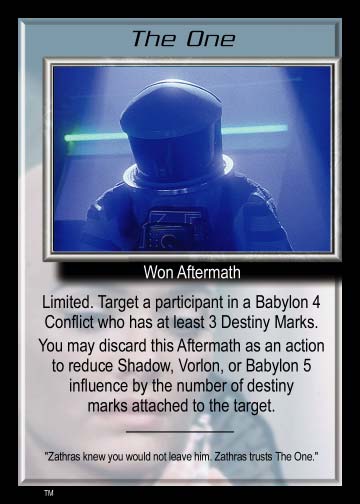 The One
Won Aftermath
Limited. Target a participant in a Babylon 4
Conflict who has at least 3 Destiny Marks.
You may discard this Aftermath as an action
to reduce Shadow, Vorlon, or Babylon 5
influence by the number of destiny
marks attached to the target.
"Zathras knew you would not leave him. Zathras trusts The One."
TM